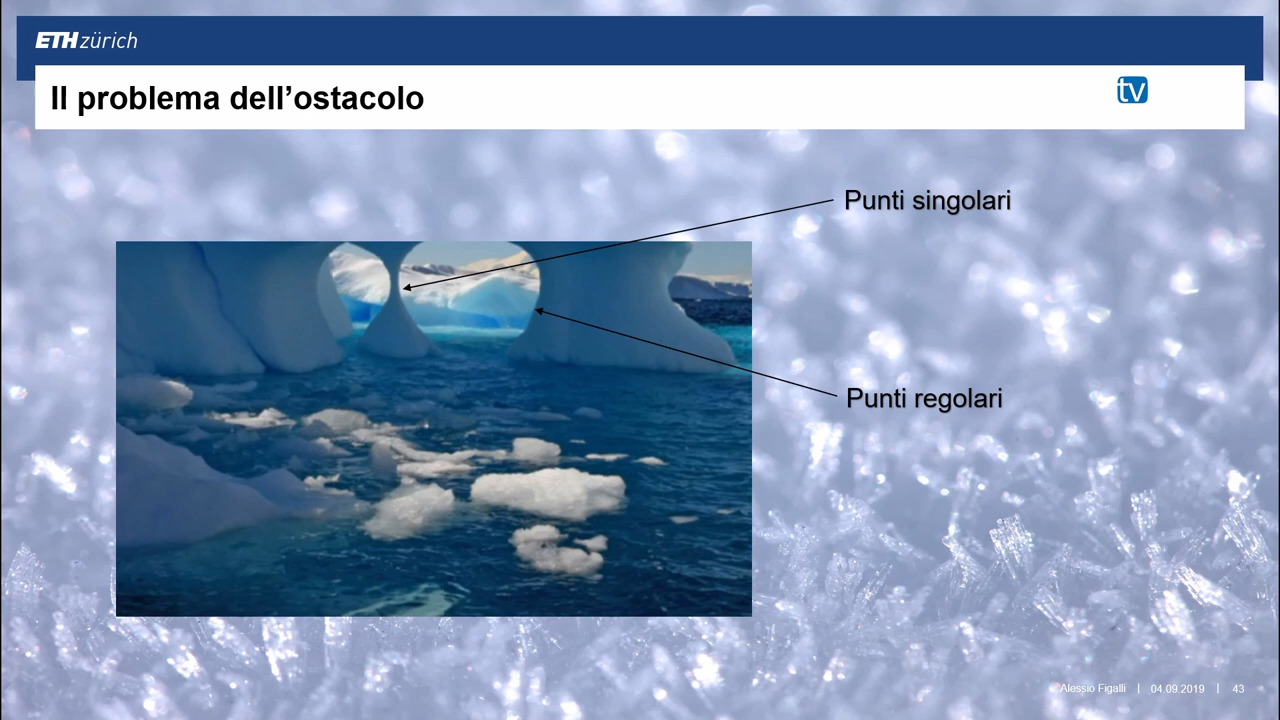 ETH zürich
Il problema dell’ostacolo
tv
Punti singolari
Punti regolari
Alessio Figalli | 04.09.2019 | 43